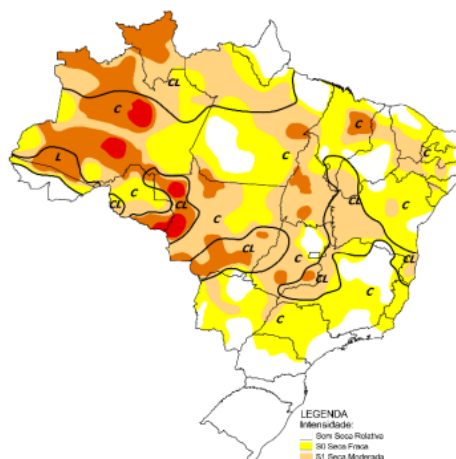 CL
C
L
C
CL
CL
C
C
C
CL
C
CL
CL
C
C
LEGENDA
Intensidade:
Sem Seca Relativa
S0 Seca Fraca
S1 Seca Moderada